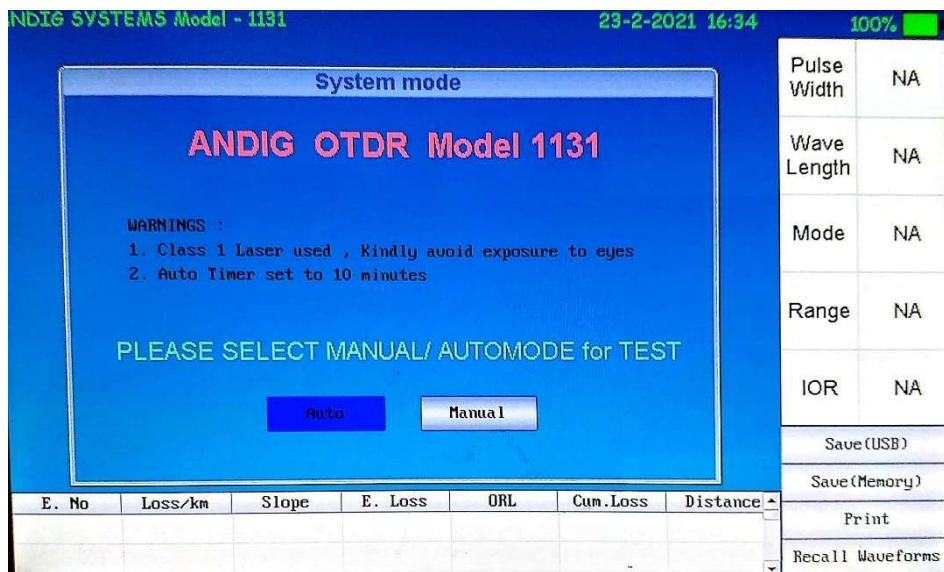 ANDIG SYSTEMS Model - 1131 23-2-2021 16:34 100%
System mode
ANDIG OTDR Model 1131
WARNINGS :
1. Class 1 Laser used , Kindly avoid exposure to eyes
2. Auto Timer set to 10 minutes
PLEASE SELECT MANUAL/ AUTOMODE for TEST
Auto Manual
Pulse Width NA
Wave Length NA
Mode NA
Range NA
IOR NA
Save(USB)
Save(Memory)
Print
Recall Waveforms
E. No Loss/km Slope E. Loss ORL Cum.Loss Distance